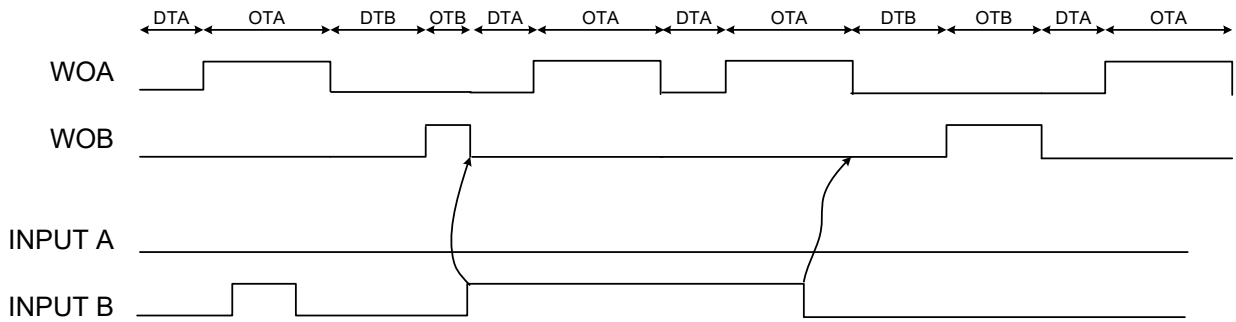 DTA OTA DTB OTB DTA OTA DTA OTA DTB OTB DTA OTA
WOA
WOB
INPUT A
INPUT B